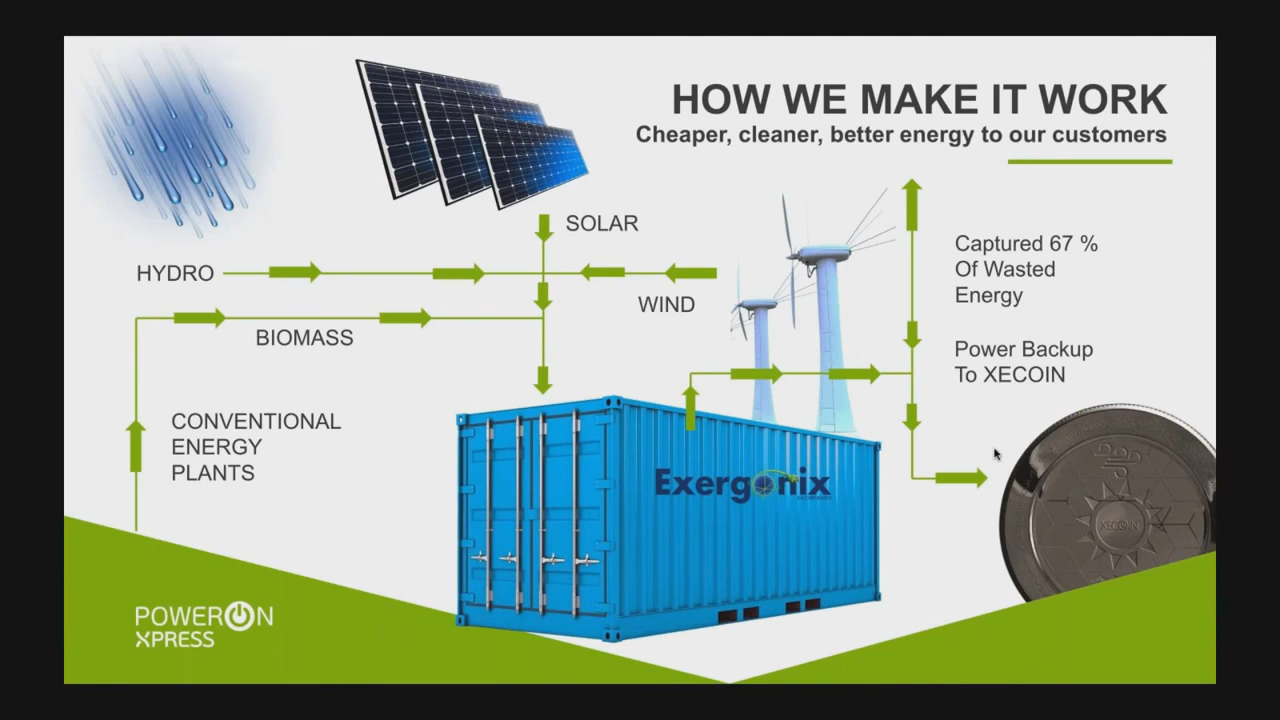 HOW WE MAKE IT WORK
Cheaper, cleaner, better energy to our customers
SOLAR
HYDRO
WIND
BIOMASS
CONVENTIONAL
ENERGY
PLANTS
Captured 67 %
Of Wasted
Energy
Power Backup
To XECOIN
Exergonix
XECOIN
POWERON
XPRESS